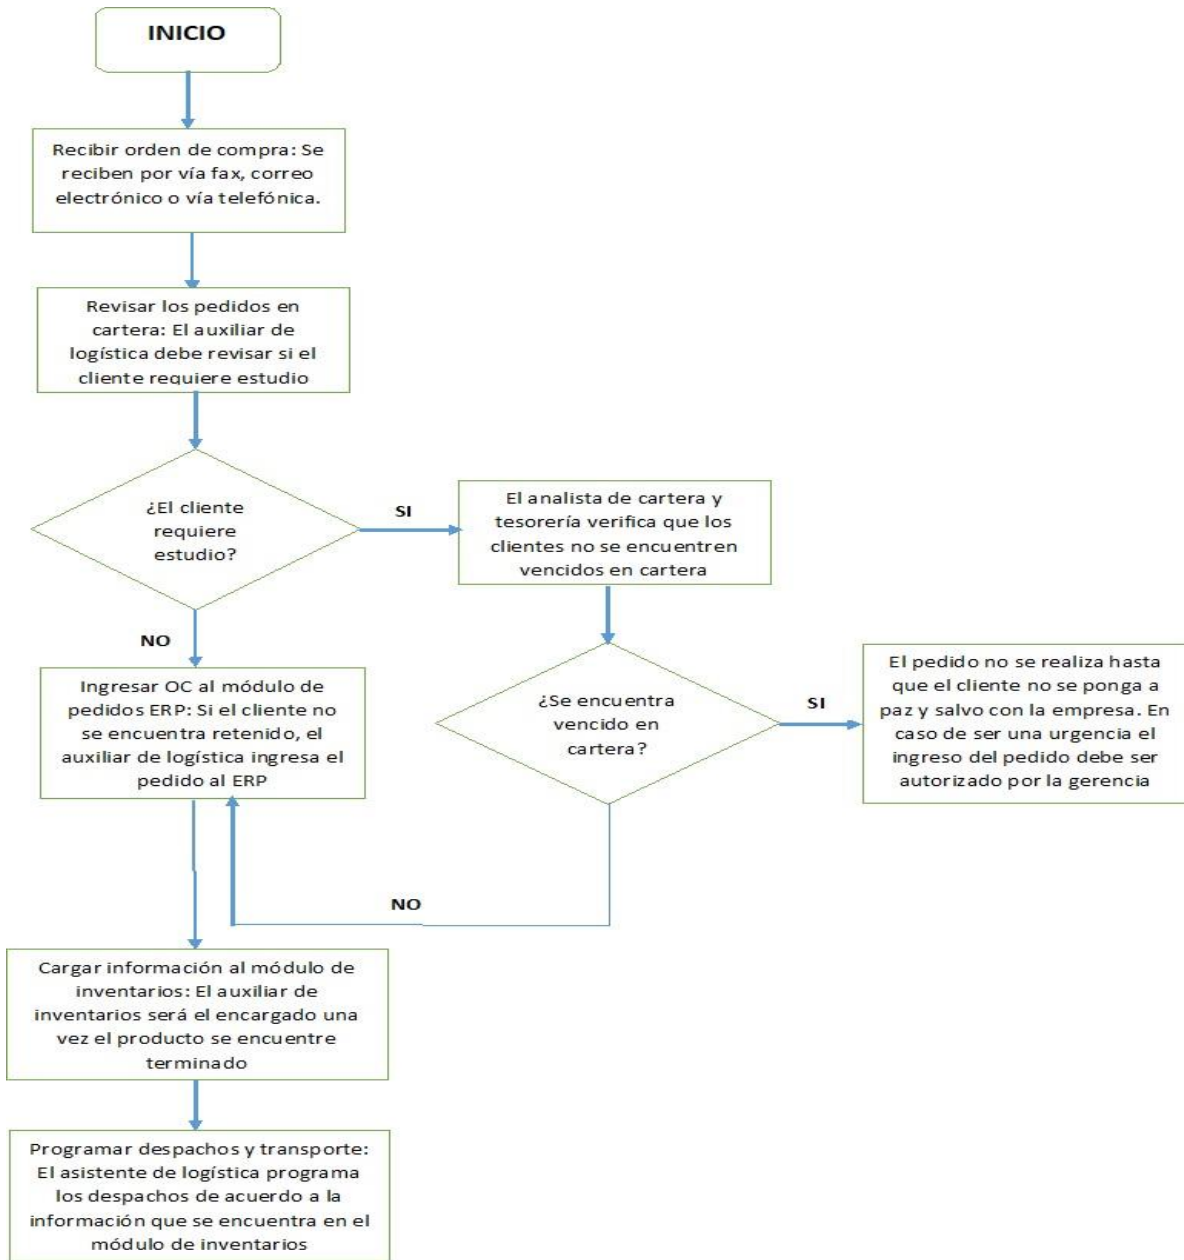 INICIO
Recibir orden de compra: Se
reciben por vía fax, correo
electrónico o vía telefónica.
Revisar los pedidos en
cartera: El auxiliar de
logística debe revisar si el
cliente requiere estudio
¿El cliente
requiere
estudio?
SI
El analista de cartera y
tesorería verifica que los
clientes no se encuentren
vencidos en cartera
NO
Ingresar OC al módulo de
pedidos ERP: Si el cliente no
se encuentra retenido, el
auxiliar de logística ingresa el
pedido al ERP
¿Se encuentra
vencido en
cartera?
SI
El pedido no se realiza hasta
que el cliente no se ponga a
paz y salvo con la empresa. En
caso de ser una urgencia el
ingreso del pedido debe ser
autorizado por la gerencia
NO
Cargar información al módulo de
inventarios: El auxiliar de
inventarios será el encargado una
vez el producto se encuentre
terminado
Programar despachos y transporte:
El asistente de logística programa
los despachos de acuerdo a la
información que se encuentra en el
módulo de inventarios